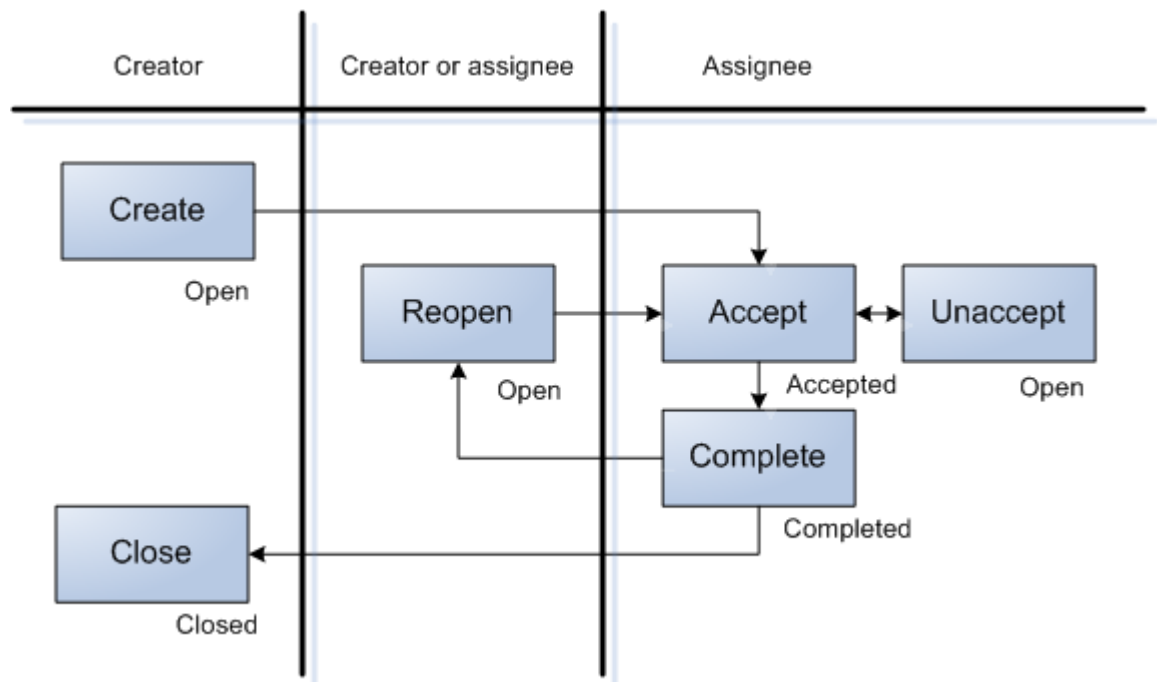 Creator
Creator or assignee
Assignee
Create
Open
Reopen
Open
Accept
Accepted
Unaccept
Open
Complete
Completed
Close
Closed